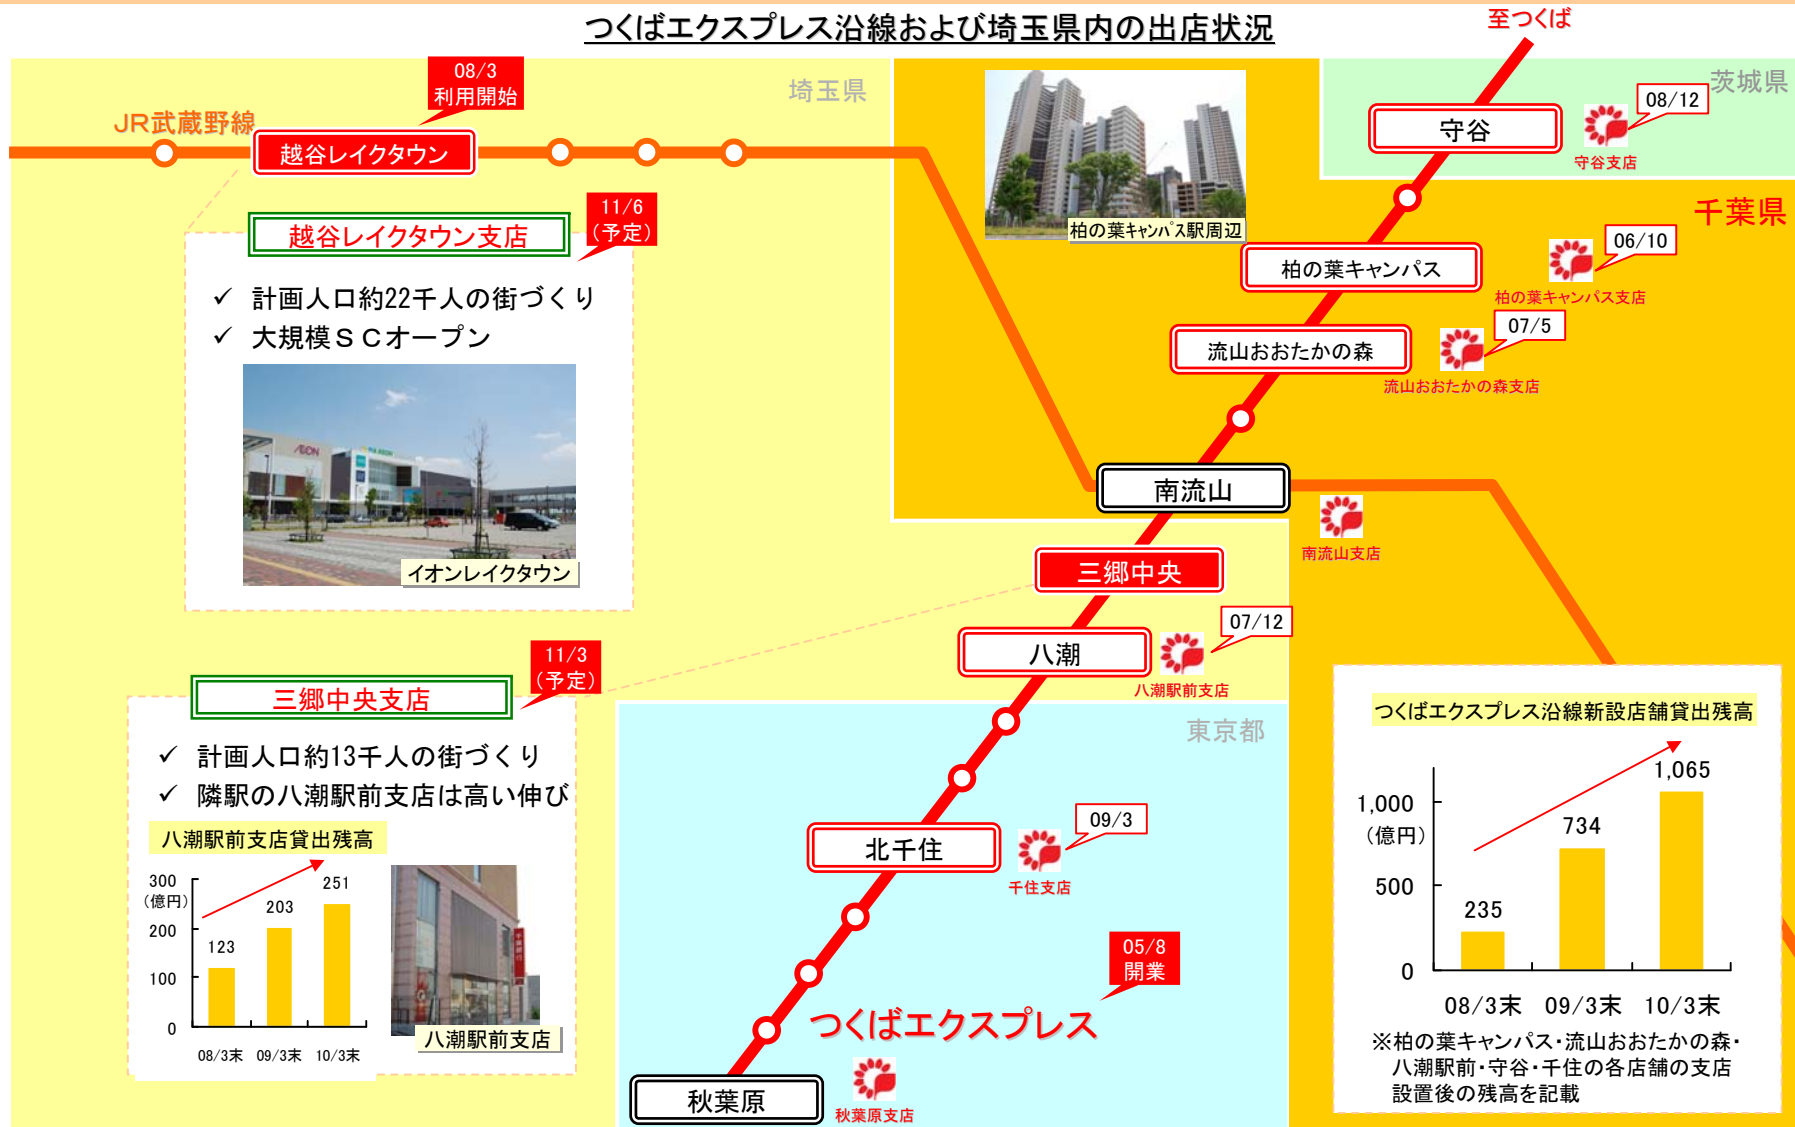 つくばエクスプレス沿線および埼玉県内の出店状況
至つくば
埼玉県
茨城県
千葉県
東京都
JR武蔵野線
08/3
利用開始
越谷レイクタウン
越谷レイクタウン支店
11/6
(予定)
✓ 計画人口約22千人の街づくり
✓ 大規模ＳＣオープン
AEON
イオンレイクタウン
柏の葉キャンパス駅周辺
守谷
08/12
守谷支店
柏の葉キャンパス
06/10
柏の葉キャンパス支店
流山おおたかの森
07/5
流山おおたかの森支店
南流山
南流山支店
三郷中央
八潮
07/12
八潮駅前支店
三郷中央支店
11/3
(予定)
✓ 計画人口約13千人の街づくり
✓ 隣駅の八潮駅前支店は高い伸び
八潮駅前支店貸出残高
300
(億円)
200
100
0
123
203
251
08/3末 09/3末 10/3末
八潮駅前支店
北千住
09/3
千住支店
05/8
開業
つくばエクスプレス
秋葉原
秋葉原支店
つくばエクスプレス沿線新設店舗貸出残高
1,000
(億円)
500
0
235
734
1,065
08/3末 09/3末 10/3末
※柏の葉キャンパス・流山おおたかの森・
八潮駅前・守谷・千住の各店舗の支店
設置後の残高を記載